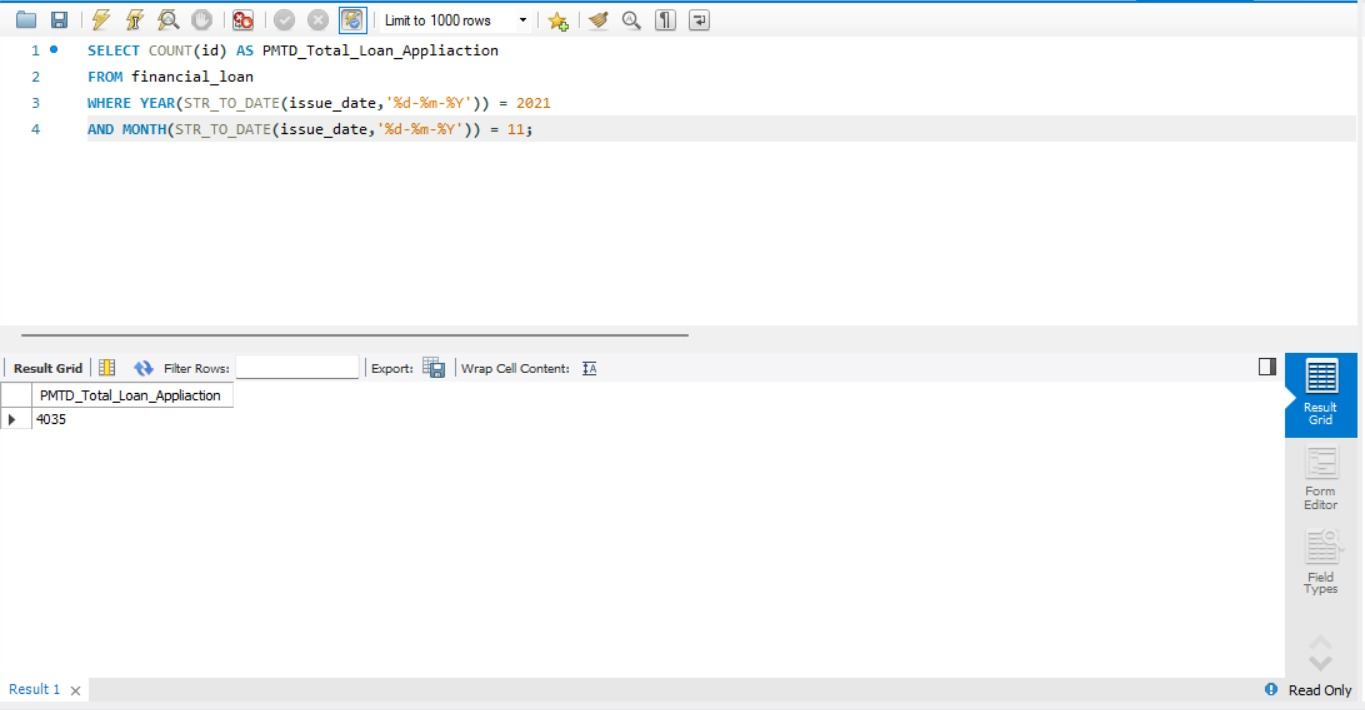 Limit to 1000 rows
1 SELECT COUNT(id) AS PMTD_Total_Loan_Appliaction
2 FROM financial_loan
3 WHERE YEAR(STR_TO_DATE(issue_date,'%d-%m-%Y')) = 2021
4 AND MONTH(STR_TO_DATE(issue_date,'%d-%m-%Y')) = 11;
Result Grid Filter Rows: Export: Wrap Cell Content:
PMTD_Total_Loan_Appliaction
4035
Result
Grid
Form
Editor
Field
Types
Result 1 Read Only